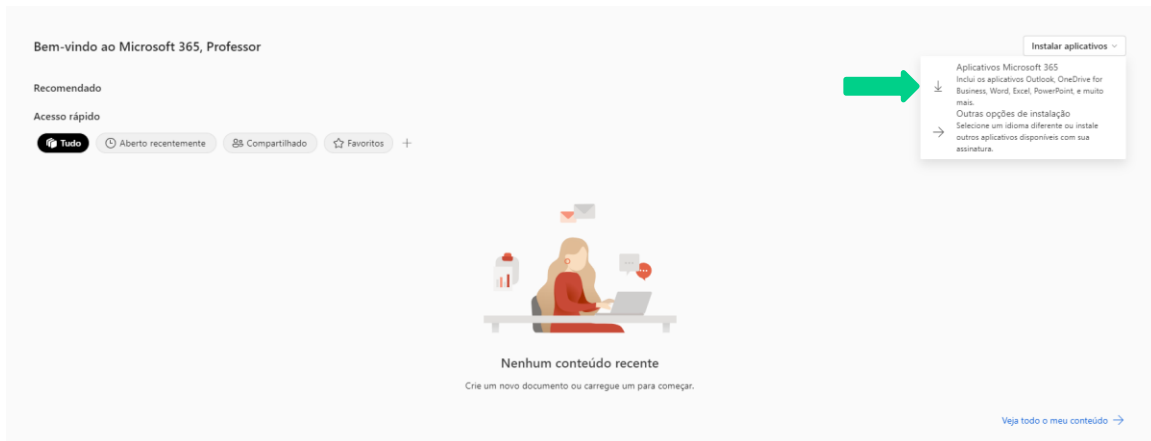 Bem-vindo ao Microsoft 365, Professor
Instalar aplicativos
Aplicativos Microsoft 365
Inclui os aplicativos Outlook, OneDrive for
Business, Word, Excel, PowerPoint, e muito
mais.
Outras opções de instalação
Selecione um idioma diferente ou instale
outros aplicativos disponíveis com sua
assinatura.
Recomendado
Acesso rápido
Tudo Aberto recentemente Compartilhado Favoritos +
Nenhum conteúdo recente
Crie um novo documento ou carregue um para começar.
Veja todo o meu conteúdo